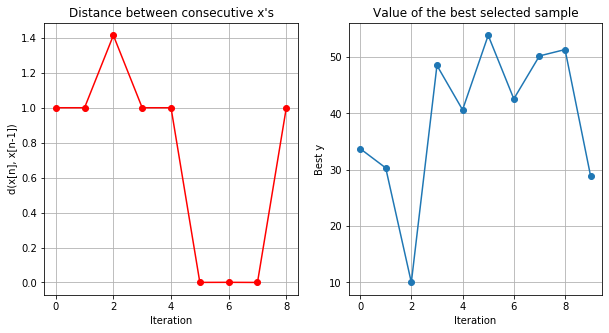 Distance between consecutive x's
d(x[n], x[n-1])
1.4
1.2
1.0
0.8
0.6
0.4
0.2
0.0
0 2 4 6 8
Iteration
Value of the best selected sample
Best y
50
40
30
20
10
0 2 4 6 8
Iteration